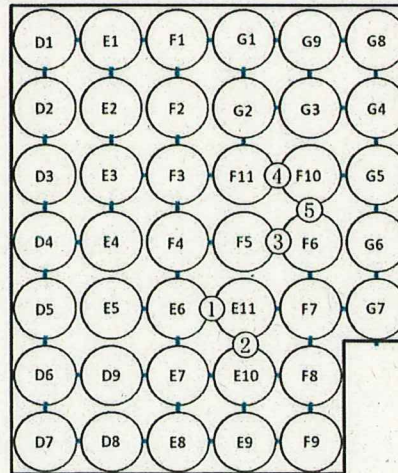 D1 E1 F1 G1 G9 G8
D2 E2 F2 G2 G3 G4
D3 E3 F3 F11 ④ F10 G5
⑤
D4 E4 F4 F5 ③ F6 G6
D5 E5 E6 ① E11 F7 G7
②
D6 D9 E7 E10 F8
D7 D8 E8 E9 F9